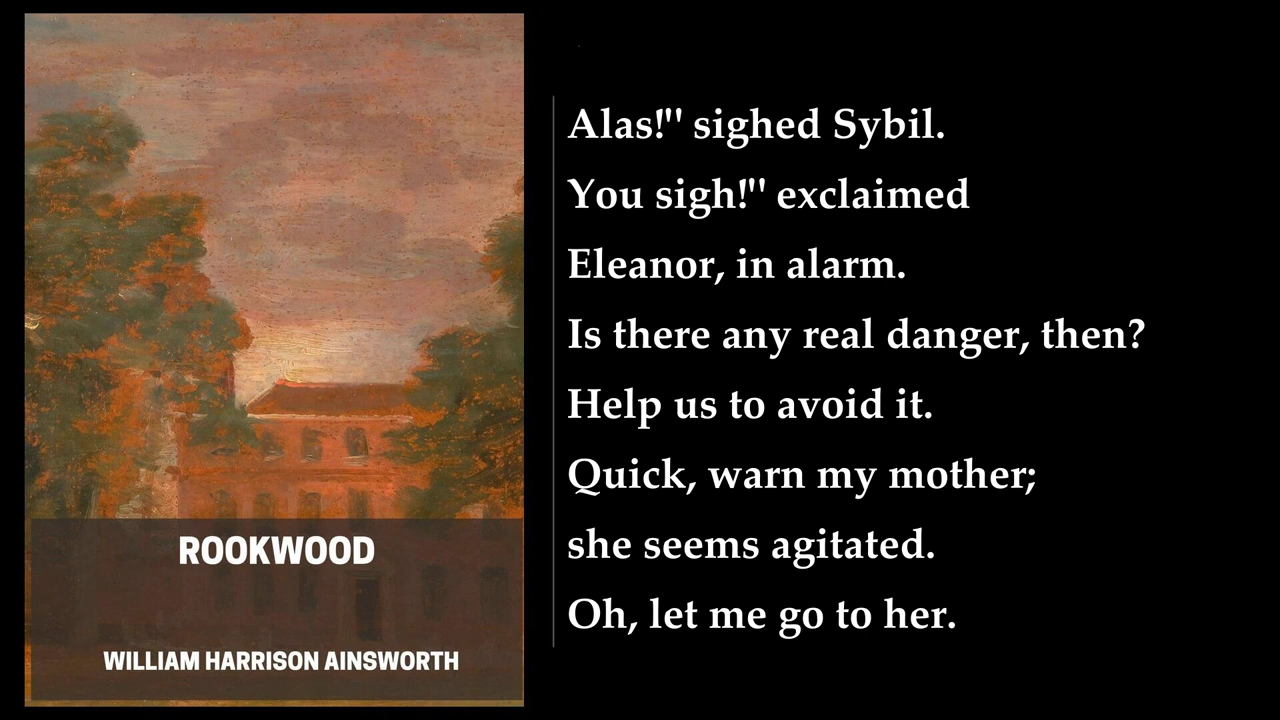 ROOKWOOD
WILLIAM HARRISON AINSWORTH
Alas!" sighed Sybil.
You sigh!" exclaimed
Eleanor, in alarm.
Is there any real danger, then?
Help us to avoid it.
Quick, warn my mother;
she seems agitated.
Oh, let me go to her.